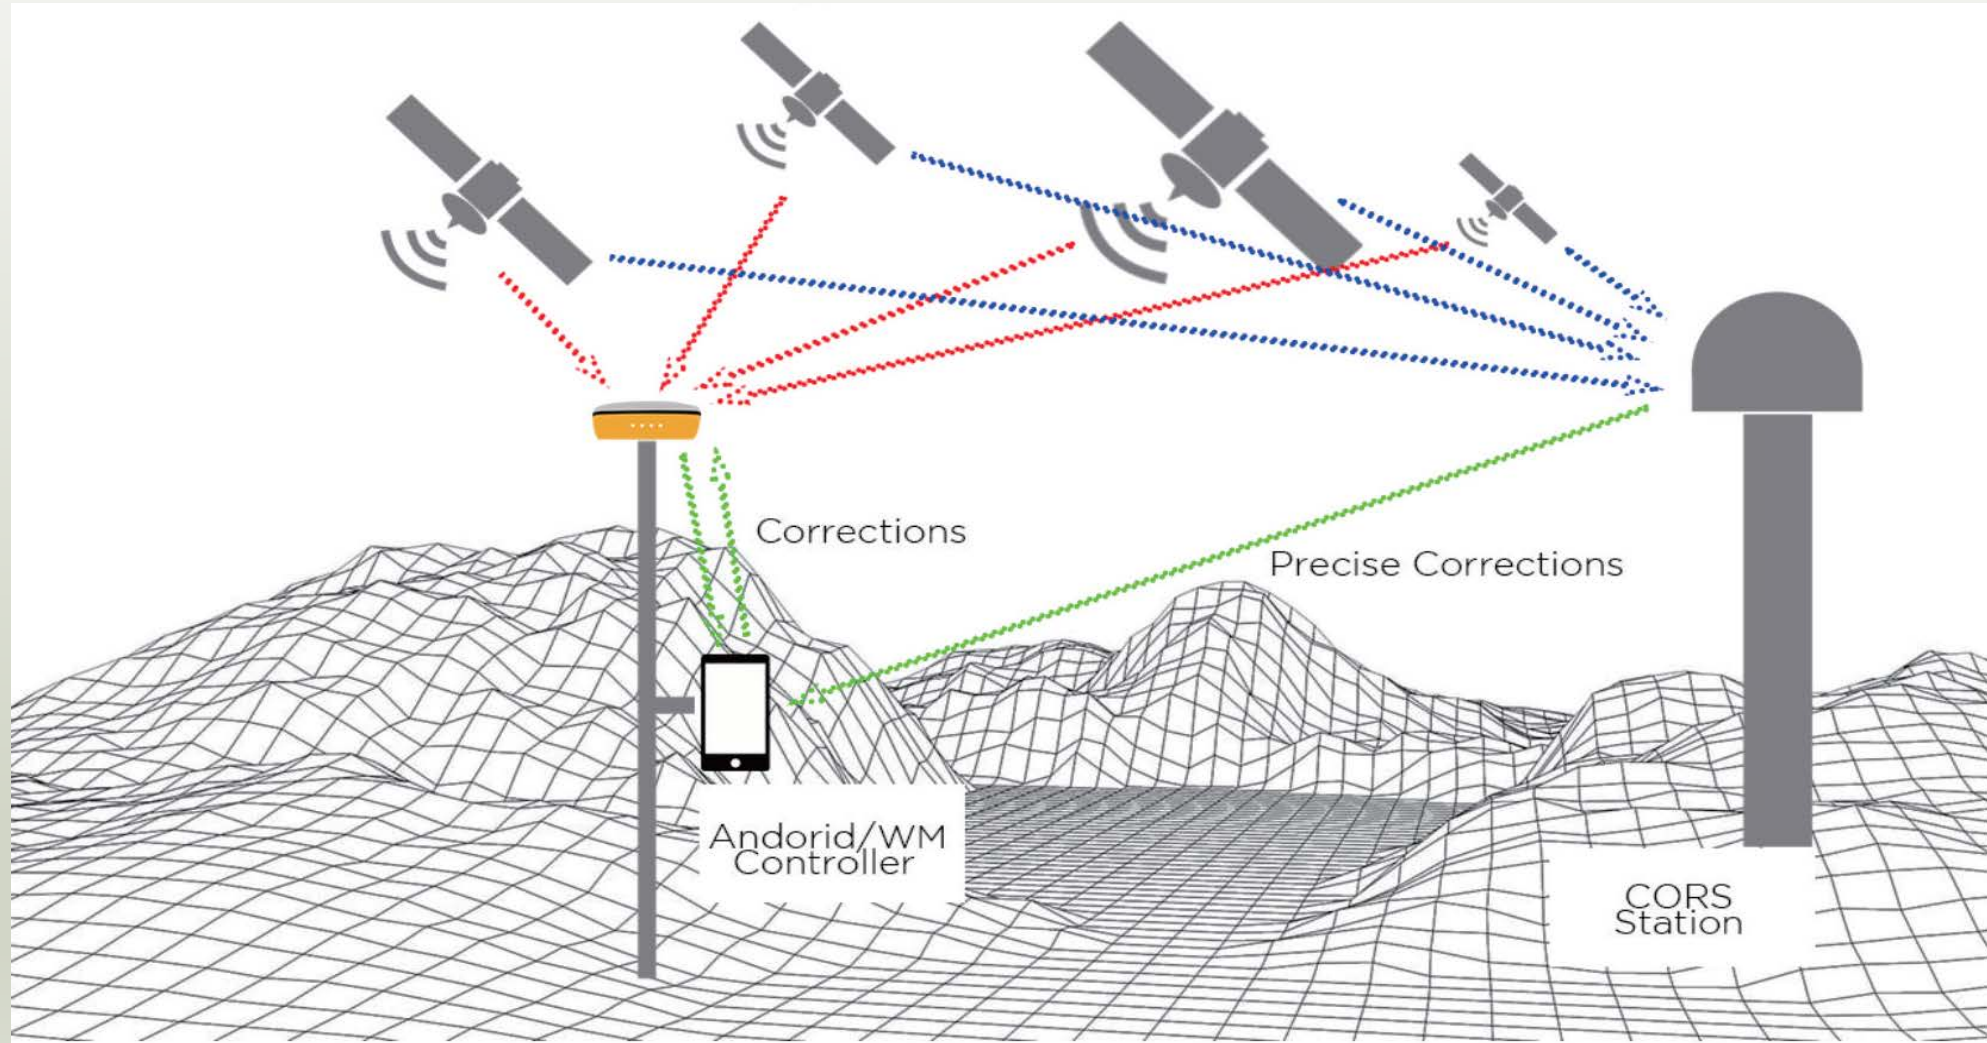 Corrections
Precise Corrections
Andorid/WM
Controller
CORS
Station